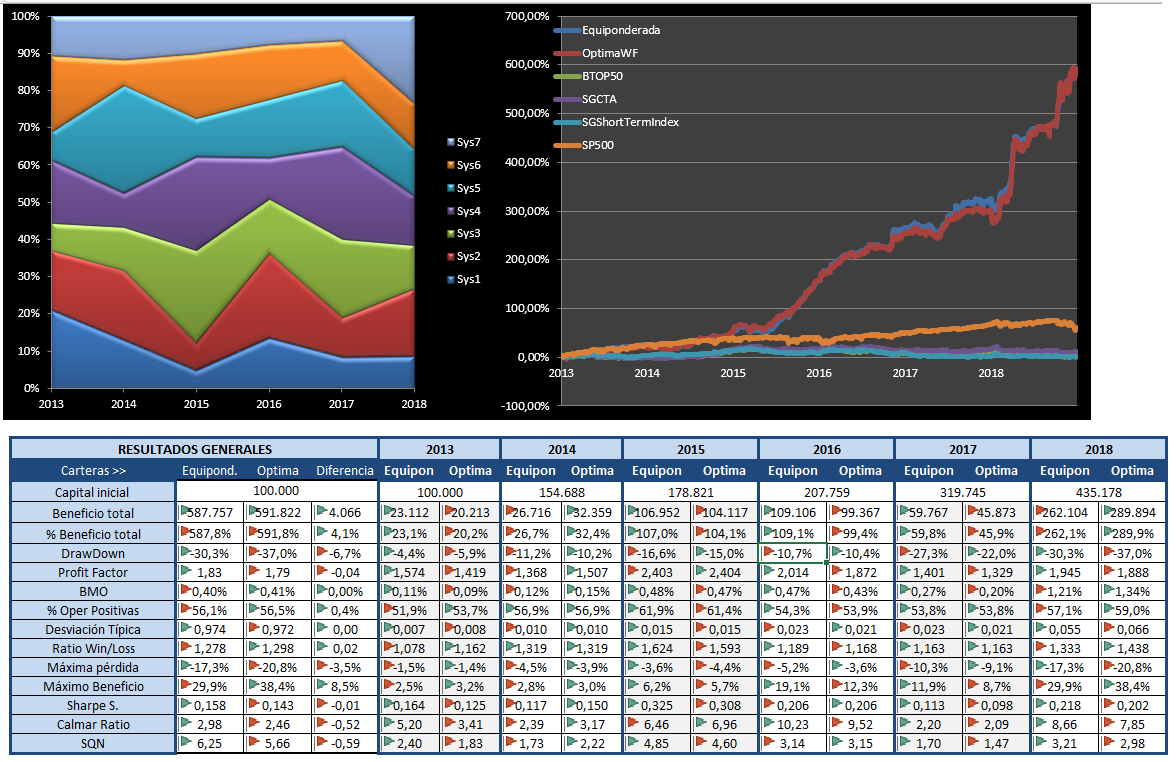 100%
90%
80%
70%
60%
50%
40%
30%
20%
10%
0%
2013 2014 2015 2016 2017 2018
Sys7
Sys6
Sys5
Sys4
Sys3
Sys2
Sys1
700,00%
600,00%
500,00%
400,00%
300,00%
200,00%
100,00%
0,00%
-100,00%
Equiponderada
OptimaWF
BTOP50
SGCTA
SGShortTermIndex
SP500
2013 2014 2015 2016 2017 2018
RESULTADOS GENERALES 2013 2014 2015 2016 2017 2018
Carteras >> Equipond. Optima Diferencia Equipon Optima Equipon Optima Equipon Optima Equipon Optima Equipon Optima Equipon Optima
Capital inicial 100.000 100.000 154.688 178.821 207.759 319.745 435.178
Beneficio total 587.757 591.822 4.066 23.112 20.213 26.716 32.359 106.952 104.117 109.106 99.367 59.767 45.873 262.104 289.894
% Beneficio total 587,8% 591,8% 4,1% 23,1% 20,2% 26,7% 32,4% 107,0% 104,1% 109,1% 99,4% 59,8% 45,9% 262,1% 289,9%
DrawDown -30,3% -37,0% -6,7% -4,4% -5,9% -11,2% -10,2% -16,6% -15,0% -10,7% -10,4% -27,3% -22,0% -30,3% -37,0%
Profit Factor 1,83 1,79 -0,04 1,574 1,419 1,368 1,507 2,403 2,404 2,014 1,872 1,401 1,329 1,945 1,888
BMO 0,40% 0,41% 0,00% 0,11% 0,09% 0,12% 0,15% 0,48% 0,47% 0,47% 0,43% 0,27% 0,20% 1,21% 1,34%
% Oper Positivas 56,1% 56,5% 0,4% 51,9% 53,7% 56,9% 56,9% 61,9% 61,4% 54,3% 53,9% 53,8% 53,8% 57,1% 59,0%
Desviación Típica 0,974 0,972 0,00 0,007 0,008 0,010 0,010 0,015 0,015 0,023 0,021 0,023 0,021 0,055 0,066
Ratio Win/Loss 1,278 1,298 0,02 1,078 1,162 1,319 1,319 1,624 1,593 1,189 1,168 1,163 1,163 1,333 1,438
Máxima pérdida -17,3% -20,8% -3,5% -1,5% -1,4% -4,5% -3,9% -3,6% -4,4% -5,2% -3,6% -10,3% -9,1% -17,3% -20,8%
Máximo Beneficio 29,9% 38,4% 8,5% 2,5% 3,2% 2,8% 3,0% 6,2% 5,7% 19,1% 12,3% 11,9% 8,7% 29,9% 38,4%
Sharpe S. 0,158 0,143 -0,01 0,164 0,125 0,117 0,150 0,325 0,308 0,206 0,206 0,113 0,098 0,218 0,202
Calmar Ratio 2,98 2,46 -0,52 5,20 3,41 2,39 3,17 6,46 6,96 10,23 9,52 2,20 2,09 8,66 7,85
SQN 6,25 5,66 -0,59 2,40 1,83 1,73 2,22 4,85 4,60 3,14 3,15 1,70 1,47 3,21 2,98